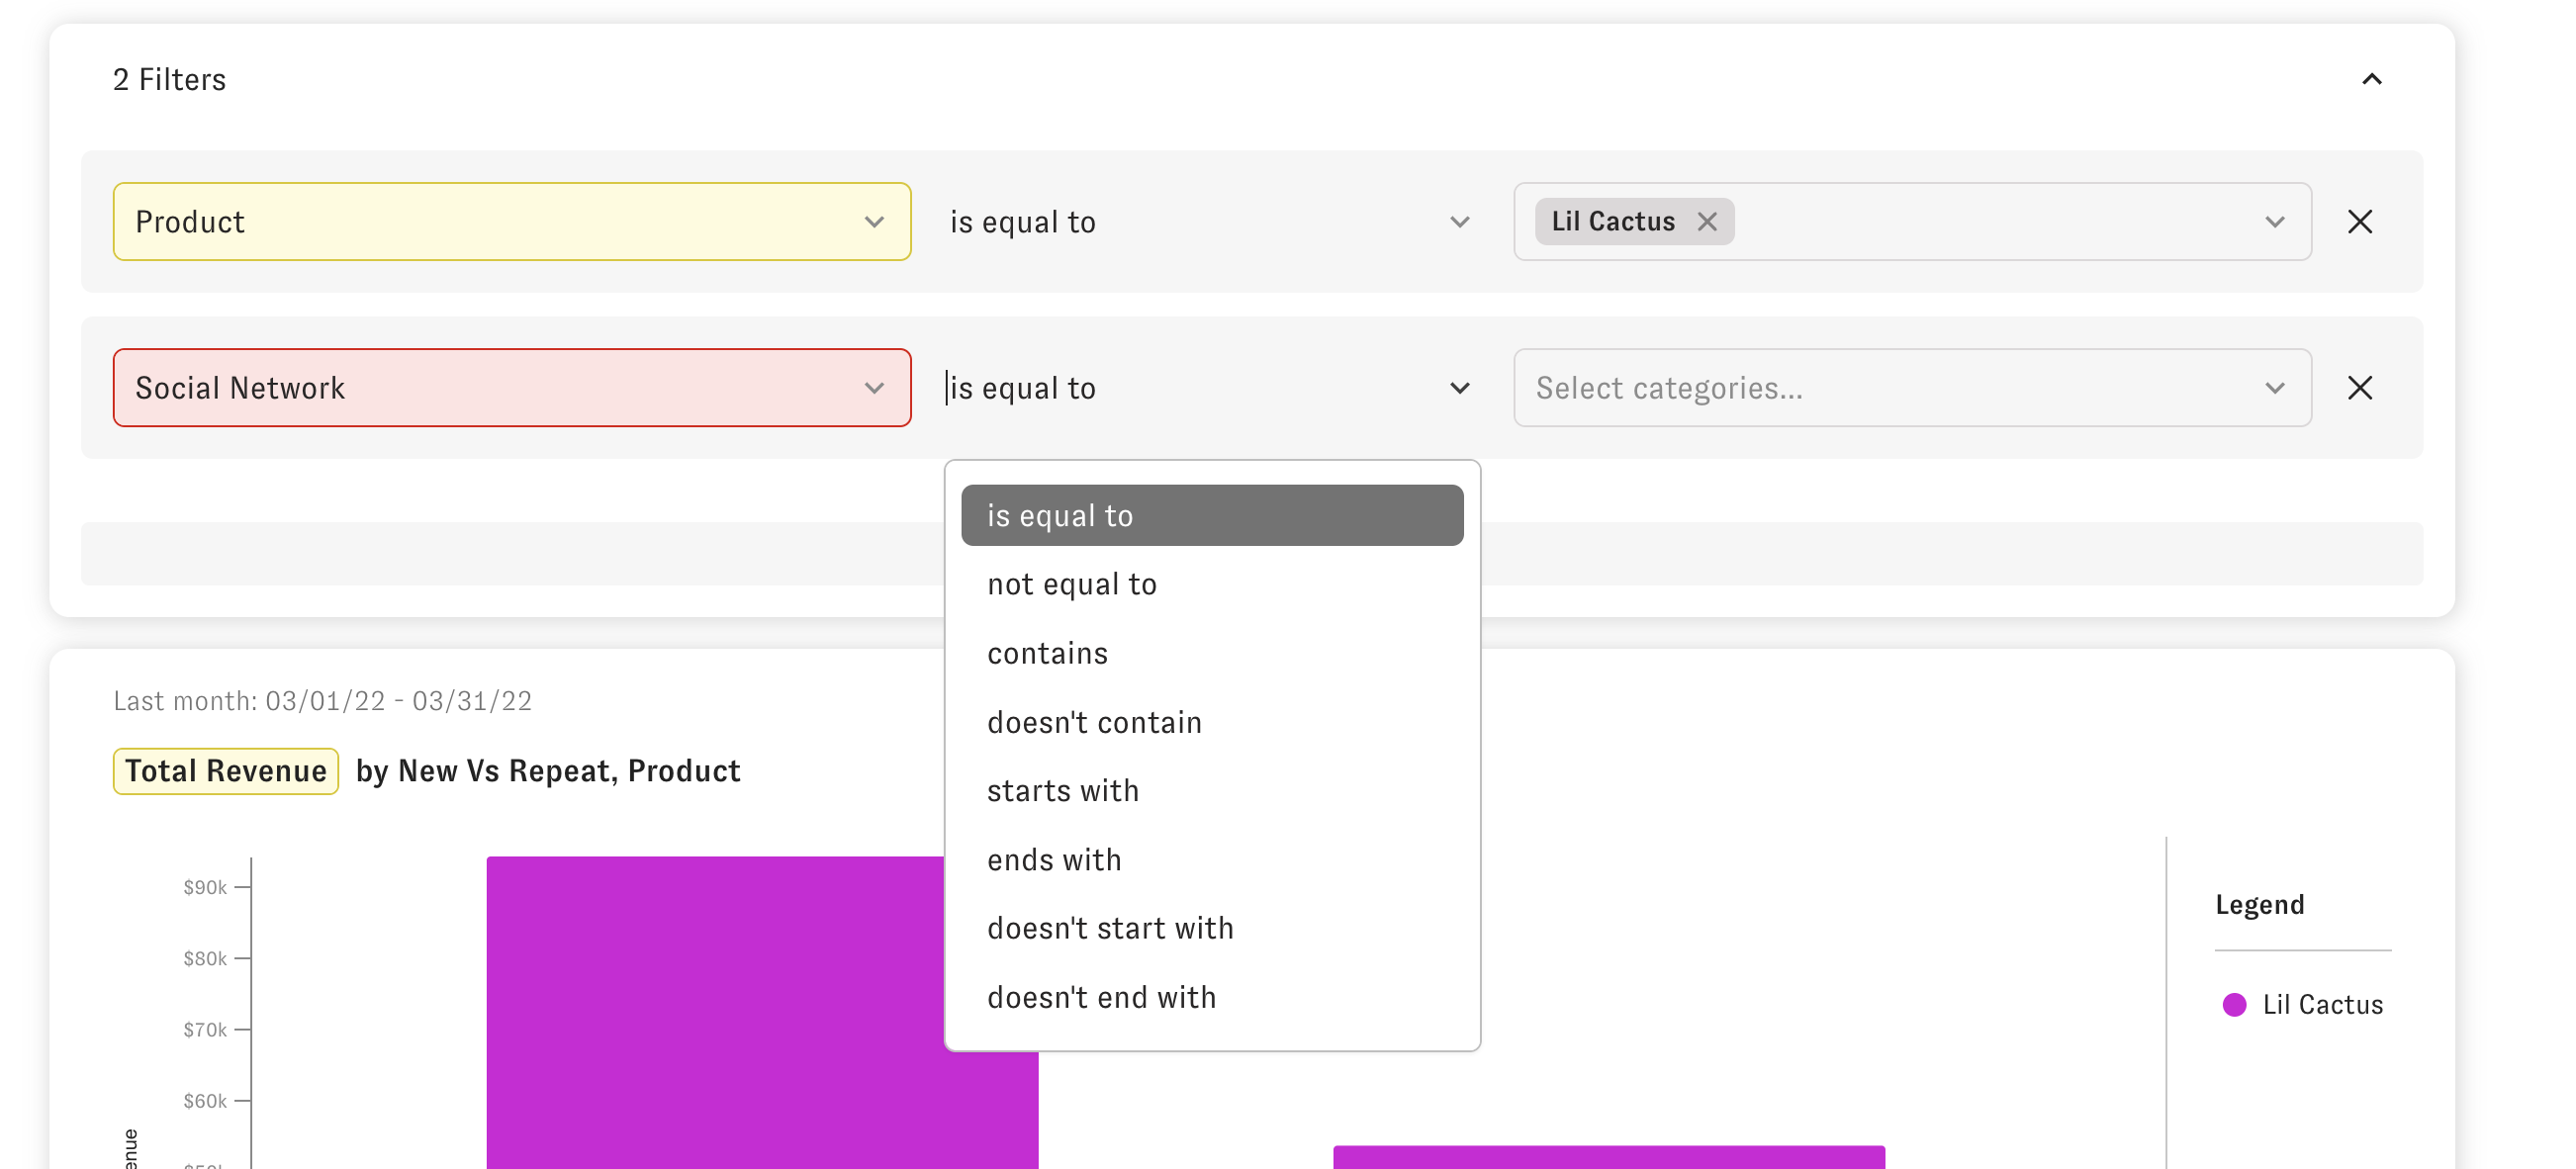 2 Filters
Product
is equal to
Lil Cactus
Social Network
is equal to
Select categories...
is equal to
not equal to
contains
doesn't contain
starts with
ends with
doesn't start with
doesn't end with
Last month: 03/01/22 - 03/31/22
Total Revenue by New Vs Repeat, Product
$90k
$80k
$70k
$60k
Legend
Lil Cactus